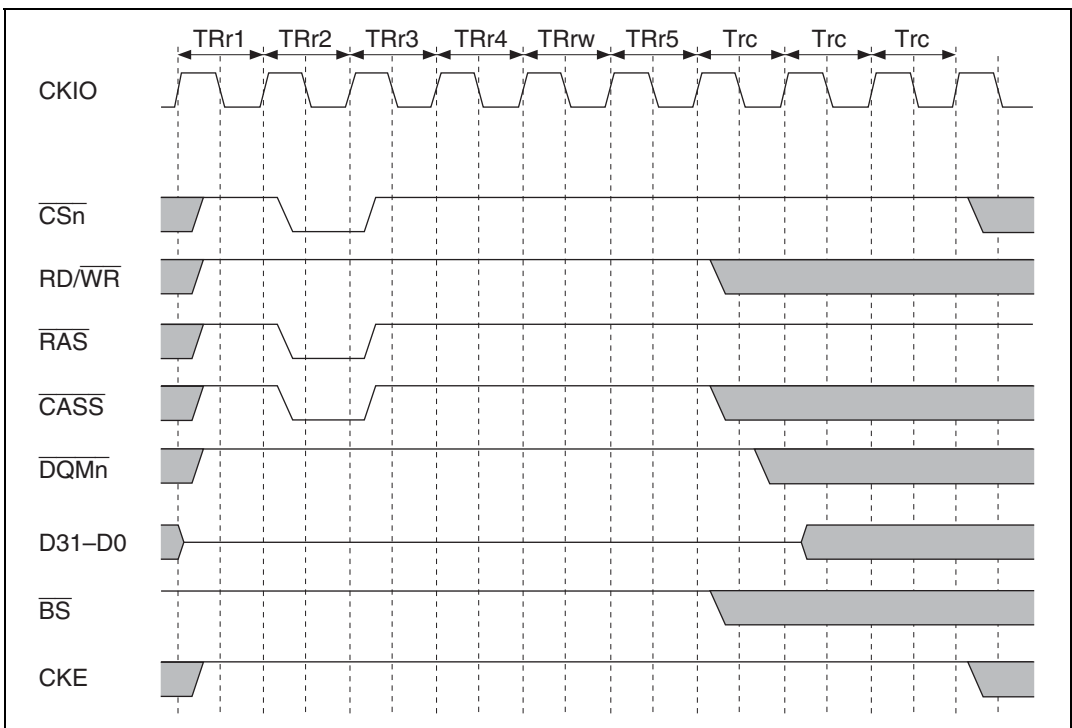 TRr1 TRr2 TRr3 TRr4 TRrw TRr5 Trc Trc Trc
CKIO
CSn
RD/WR
RAS
CASS
DQMn
D31–D0
BS
CKE